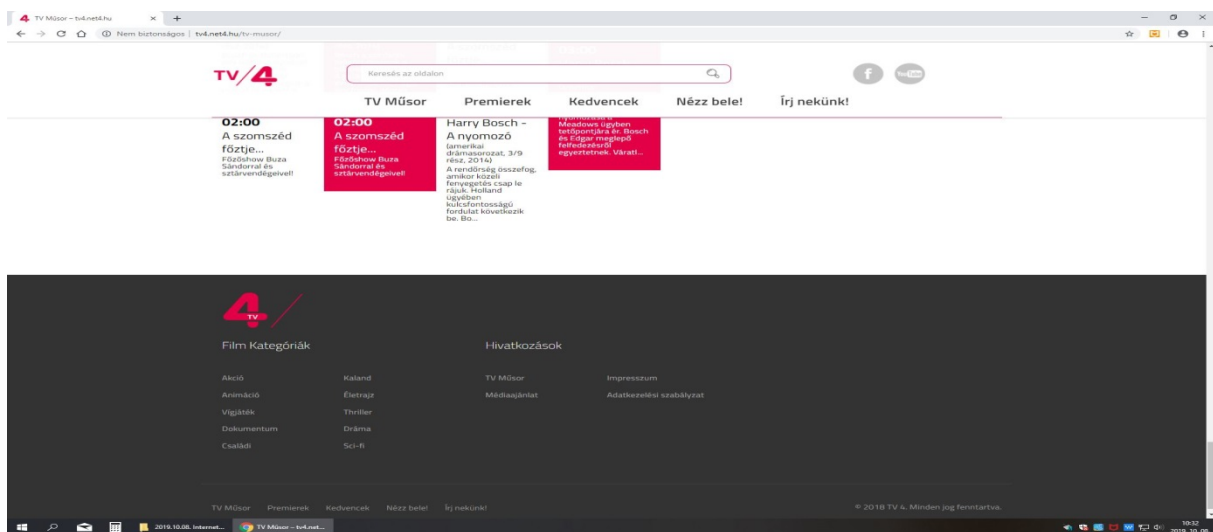 TV Műsor – tv4.net4.hu
Nem biztonságos | tv4.net4.hu/tv-musor/
TV/4
Keresés az oldalon
f
YouTube
TV Műsor Premierek Kedvencek Nézz bele! Írj nekünk!
02:00
A szomszéd
főztje...
Főzőshow Buza
Sándorral és
sztárvendégeivel!
02:00
A szomszéd
főztje...
Főzőshow Buza
Sándorral és
sztárvendégeivel!
Harry Bosch -
A nyomozó
(amerikai
drámasorozat, 3/9
rész, 2014)
A rendőrség összefog,
amikor közeli
fenyegetés csap le
rájuk. Holland
ügyében
kulcsfontosságú
fordulat következik
be. Bo...
Meadows ügyben
tetőpontjára ér. Bosch
és Edgar meglepő
felfedezésről
egyeztetnek. Várati...
4
TV
Film Kategóriák
Akció Kaland
Animáció Életrajz
Vígjáték Thriller
Dokumentum Dráma
Családi Sci-fi
Hivatkozások
TV Műsor Impresszum
Médiaajánlat Adatkezelési szabályzat
TV Műsor Premierek Kedvencek Nézz bele! Írj nekünk!
© 2018 TV 4. Minden jog fenntartva.
2019.10.08. Internet...
TV Műsor – tv4.net...
10:32